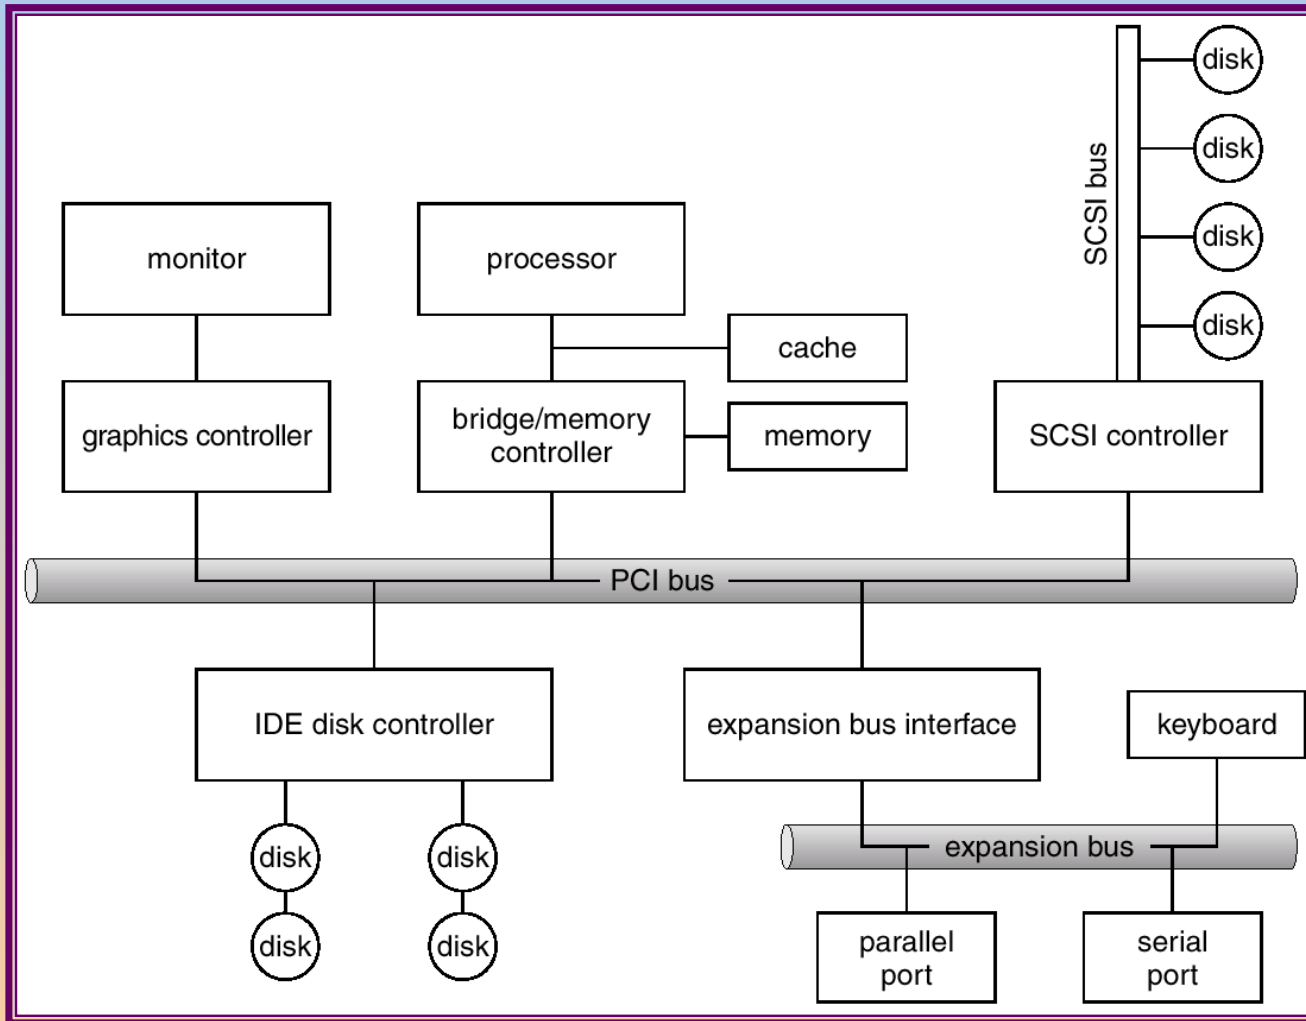 disk
disk
disk
disk
SCSI bus
monitor
processor
cache
graphics controller
bridge/memory
controller
memory
SCSI controller
PCI bus
IDE disk controller
expansion bus interface
keyboard
disk
disk
disk
disk
expansion bus
parallel
port
serial
port